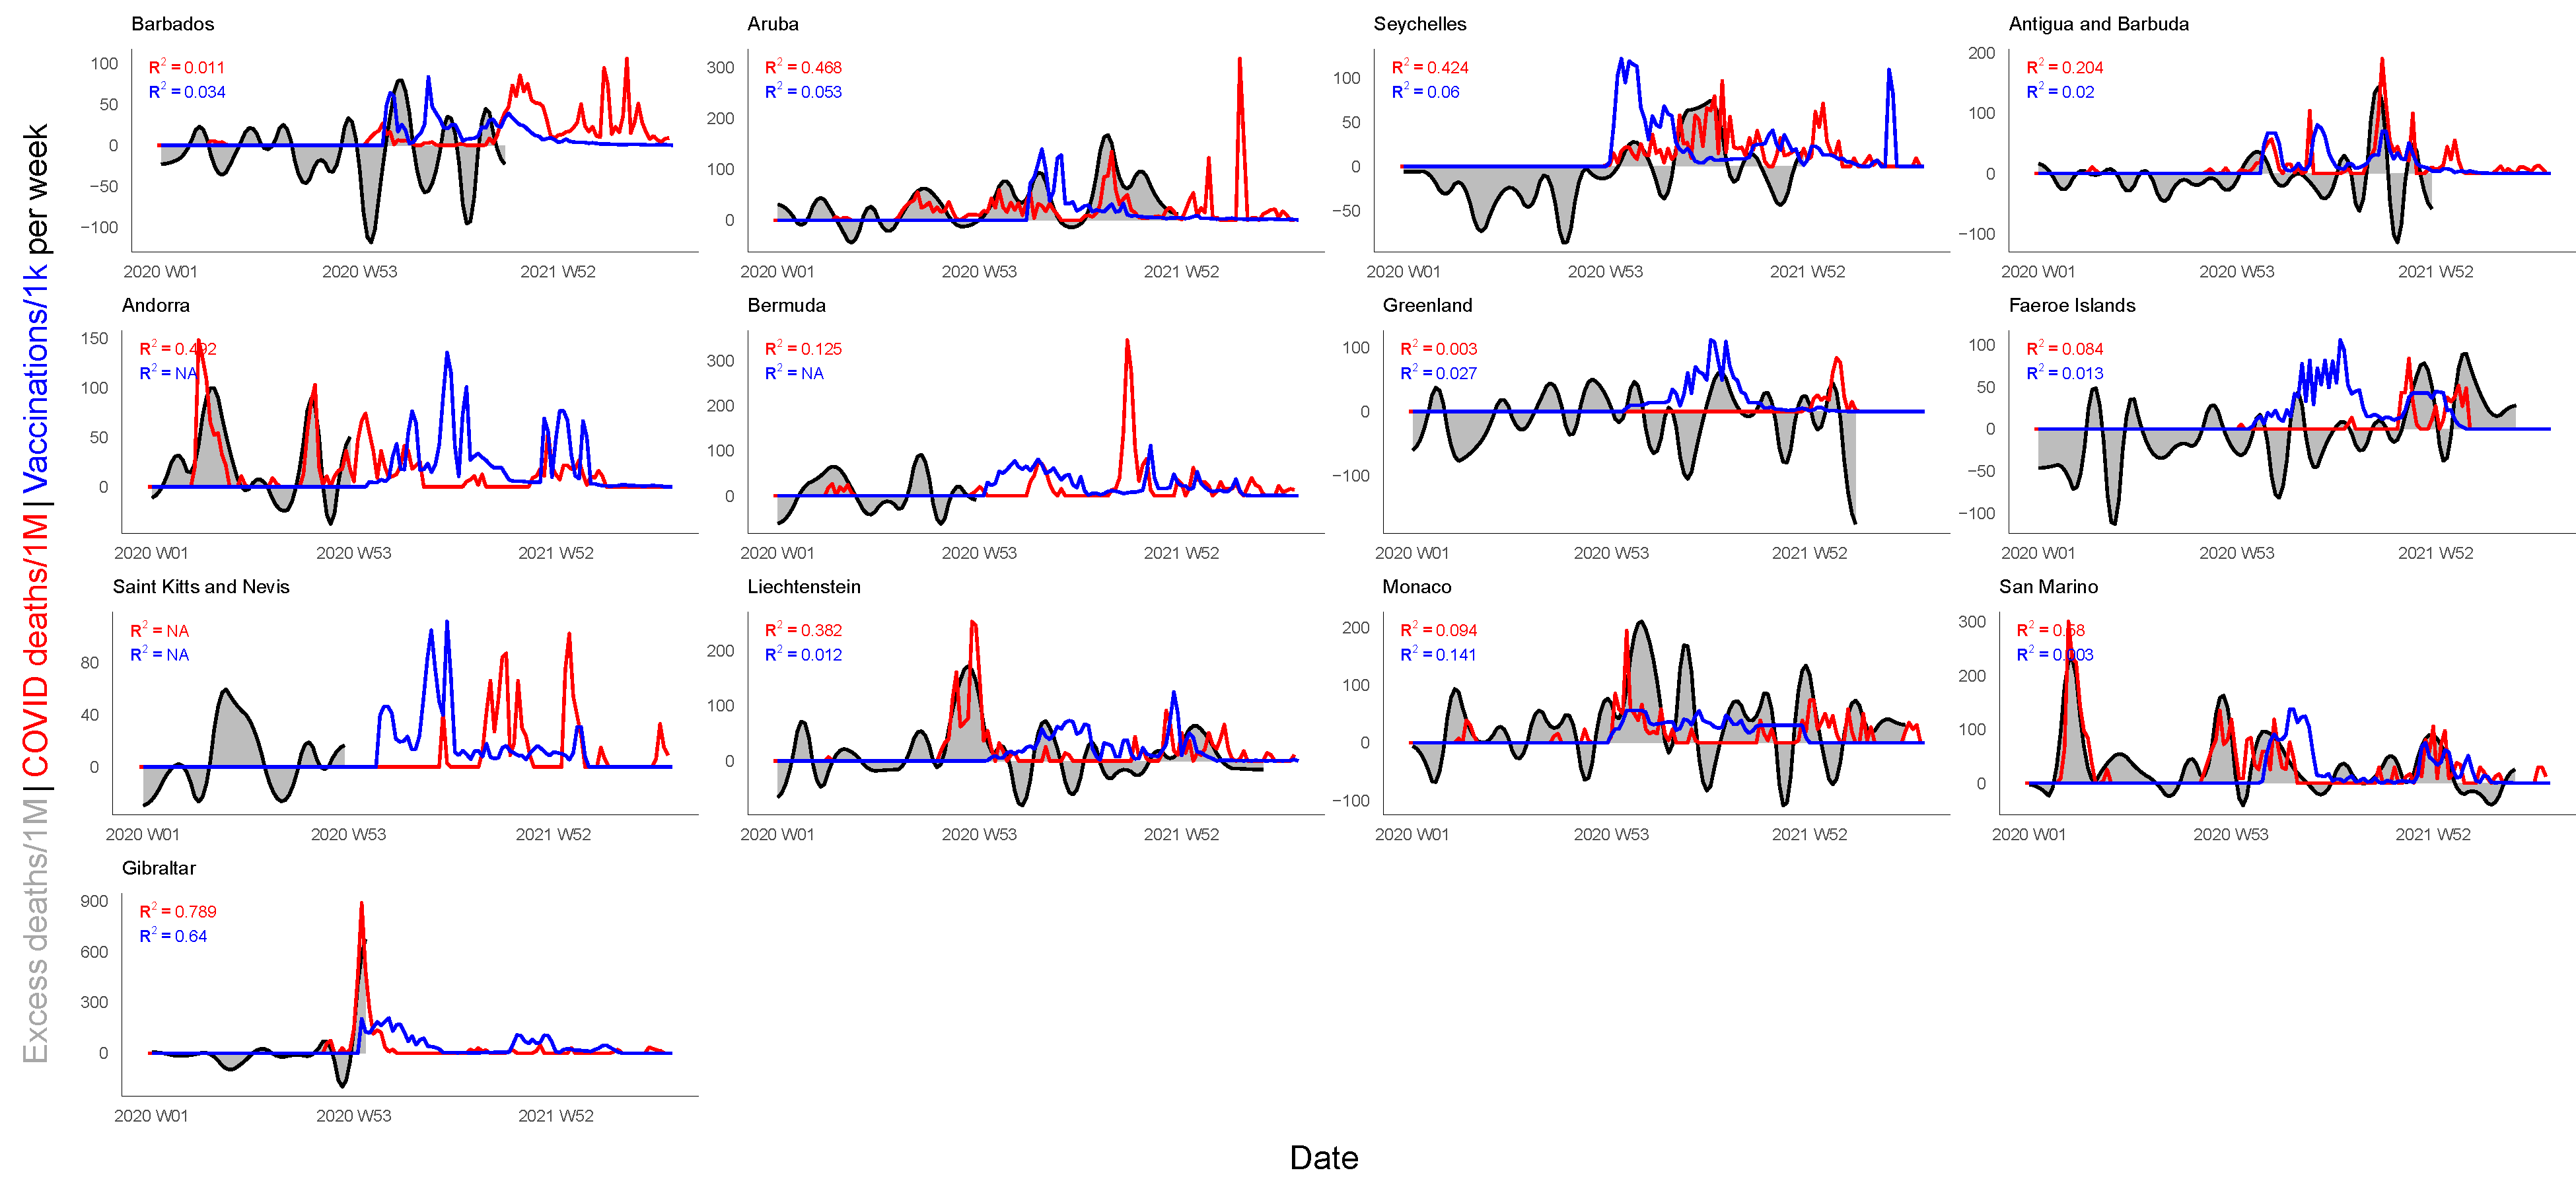 Excess deaths/1M | COVID deaths/1M | Vaccinations/1k per week
Barbados
R² = 0.011
R² = 0.034
100
50
0
−50
−100
2020 W01
2020 W53
2021 W52
Aruba
R² = 0.468
R² = 0.053
300
200
100
0
2020 W01
2020 W53
2021 W52
Seychelles
R² = 0.424
R² = 0.06
100
50
0
−50
2020 W01
2020 W53
2021 W52
Antigua and Barbuda
R² = 0.204
R² = 0.02
200
100
0
−100
2020 W01
2020 W53
2021 W52
Andorra
R² = 0.492
R² = NA
150
100
50
0
2020 W01
2020 W53
2021 W52
Bermuda
R² = 0.125
R² = NA
300
200
100
0
2020 W01
2020 W53
2021 W52
Greenland
R² = 0.003
R² = 0.027
100
0
−100
2020 W01
2020 W53
2021 W52
Faeroe Islands
R² = 0.084
R² = 0.013
100
50
0
−50
−100
2020 W01
2020 W53
2021 W52
Saint Kitts and Nevis
R² = NA
R² = NA
80
40
0
2020 W01
2020 W53
2021 W52
Liechtenstein
R² = 0.382
R² = 0.012
200
100
0
2020 W01
2020 W53
2021 W52
Monaco
R² = 0.094
R² = 0.141
200
100
0
−100
2020 W01
2020 W53
2021 W52
San Marino
R² = 0.58
R² = 0.003
300
200
100
0
2020 W01
2020 W53
2021 W52
Gibraltar
R² = 0.789
R² = 0.64
900
600
300
0
2020 W01
2020 W53
2021 W52
Date